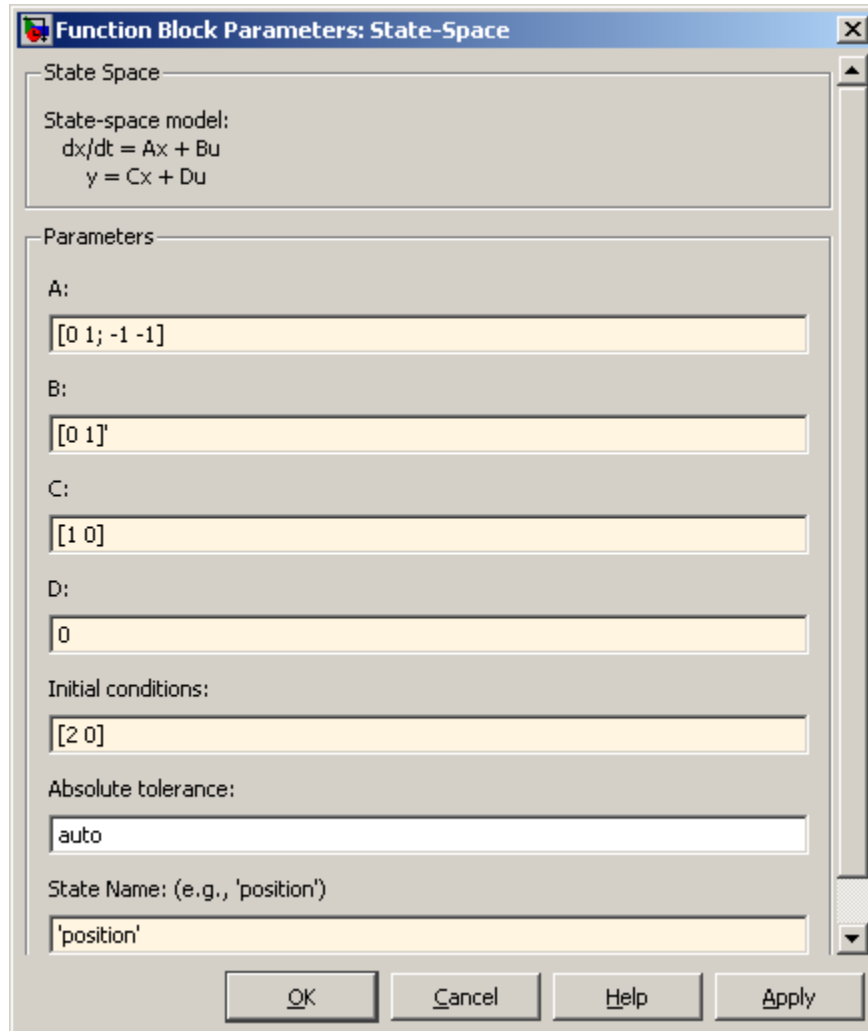 Function Block Parameters: State-Space
State Space
State-space model:
dx/dt = Ax + Bu
y = Cx + Du
Parameters
A:
[0 1; -1 -1]
B:
[0 1]'
C:
[1 0]
D:
0
Initial conditions:
[2 0]
Absolute tolerance:
auto
State Name: (e.g., 'position')
'position'
OK Cancel Help Apply